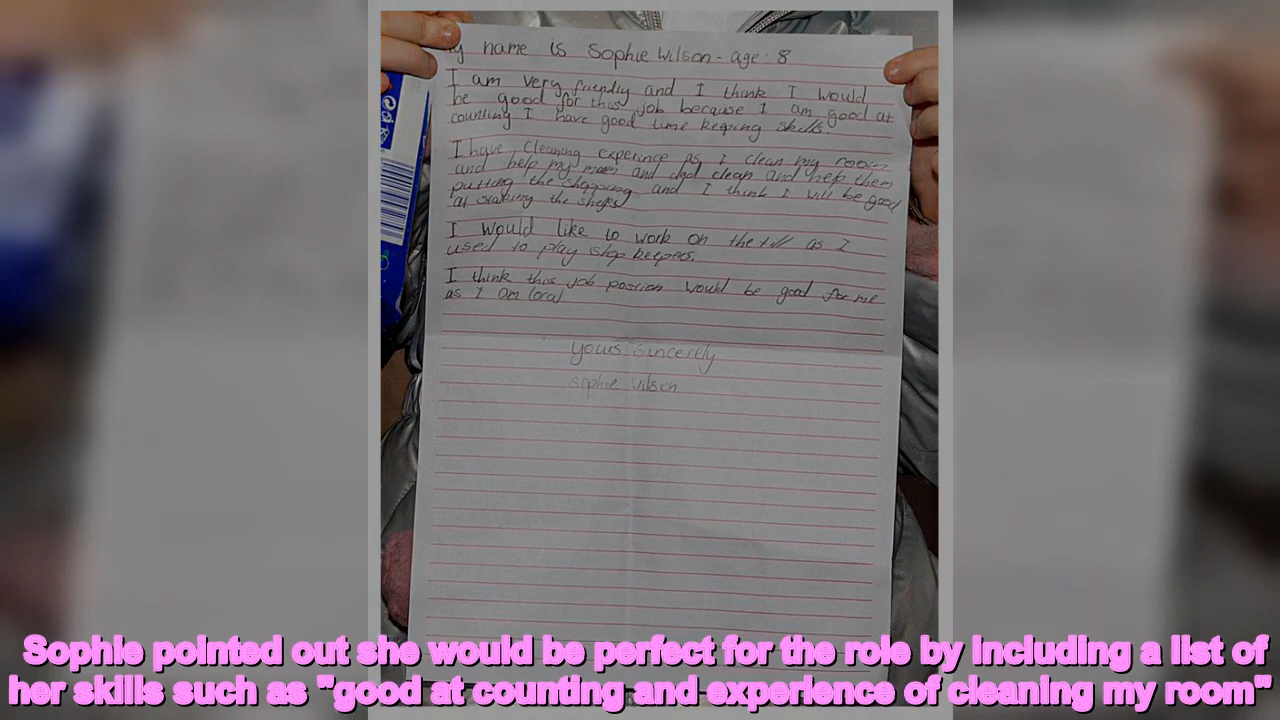 y name is Sophie Wilson - age: 8
I am very friendly and I think I would
be good for this job because I am good at
counting I have good time keeping skills.
I have cleaning experince as i clean my room
and help my mam and dad clean and help them
putting the shopping and I think I will be good
at staking the shelfs
I would like to work on the till as I
used to play shop keepers.
I think this job position would be good for me
as I am local.
yours sincerely
sophie Wilson
Sophie pointed out she would be perfect for the role by including a list of
her skills such as "good at counting and experience of cleaning my room"